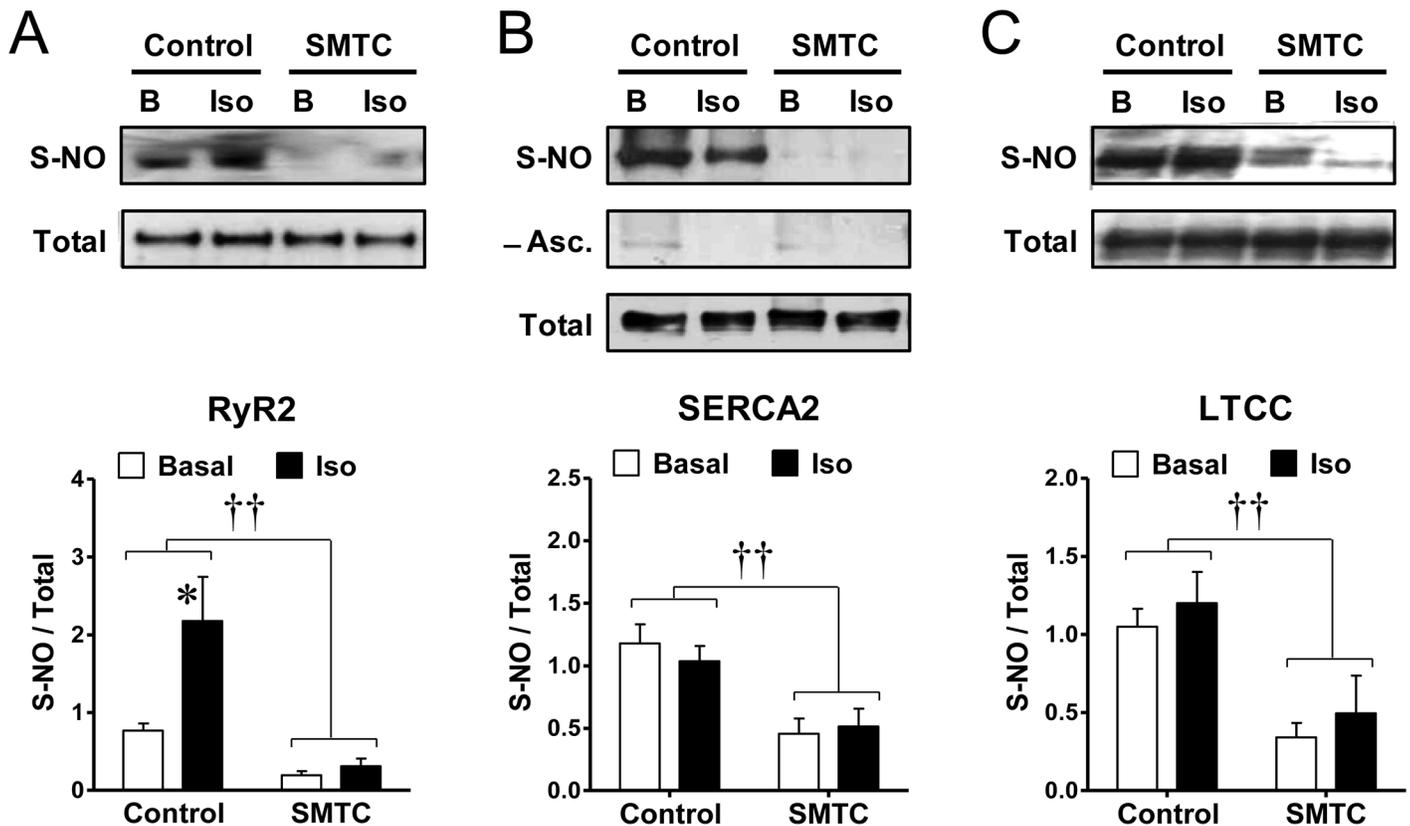 A
Control SMTC
B Iso B Iso
S-NO
Total
RyR2
Basal Iso
4
3
2
1
0
S-NO / Total
††
*
Control SMTC
B
Control SMTC
B Iso B Iso
S-NO
– Asc.
Total
SERCA2
Basal Iso
2.5
2.0
1.5
1.0
0.5
0.0
S-NO / Total
††
Control SMTC
C
Control SMTC
B Iso B Iso
S-NO
Total
LTCC
Basal Iso
2.0
1.5
1.0
0.5
0.0
S-NO / Total
††
Control SMTC